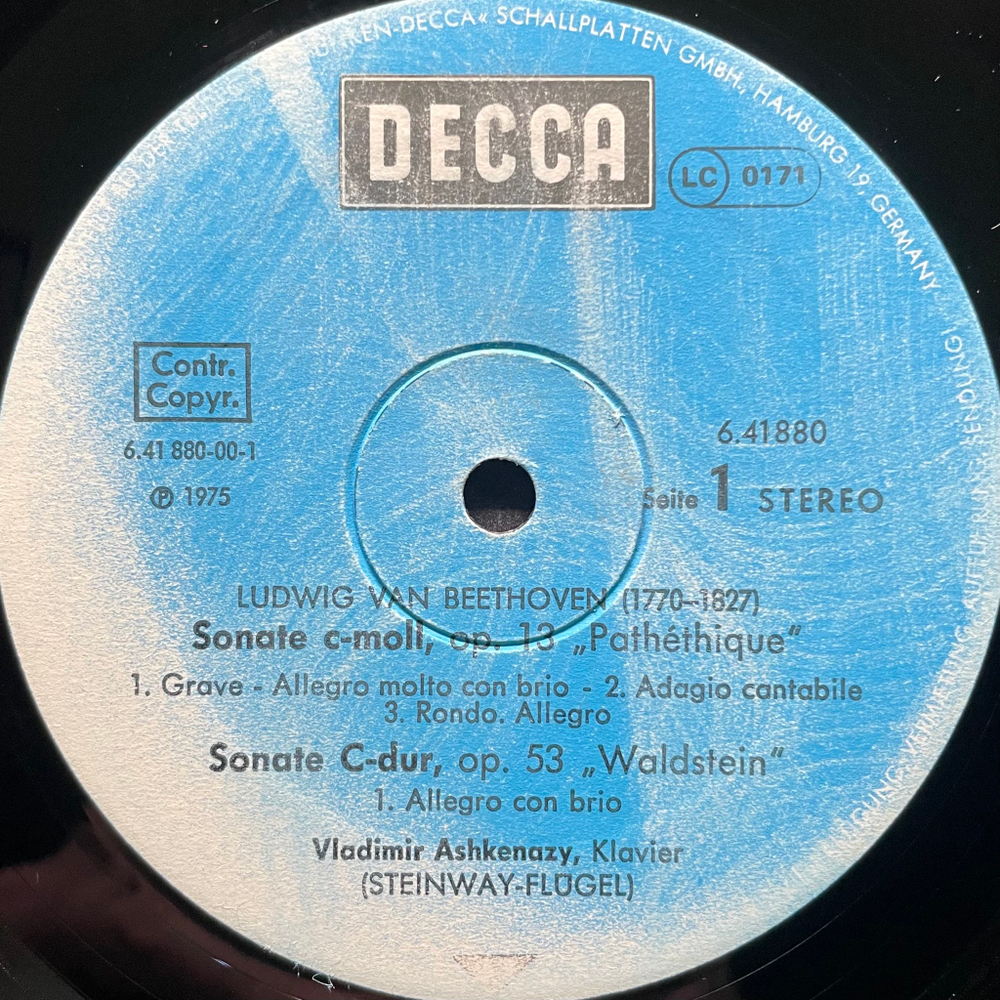 -DECCA« SCHALLPLATTEN GMBH., HAMBURG 19, GERMANY
DECCA
LC 0171
Contr.
Copyr.
6.41 880-00-1
Ⓟ 1975
6.41880
Seite 1 STEREO
LUDWIG VAN BEETHOVEN (1770–1827)
Sonate c-moll, op. 13 „Pathéthique“
1. Grave - Allegro molto con brio - 2. Adagio cantabile
3. Rondo. Allegro
Sonate C-dur, op. 53 „Waldstein“
1. Allegro con brio
Vladimir Ashkenazy, Klavier
(STEINWAY-FLÜGEL)